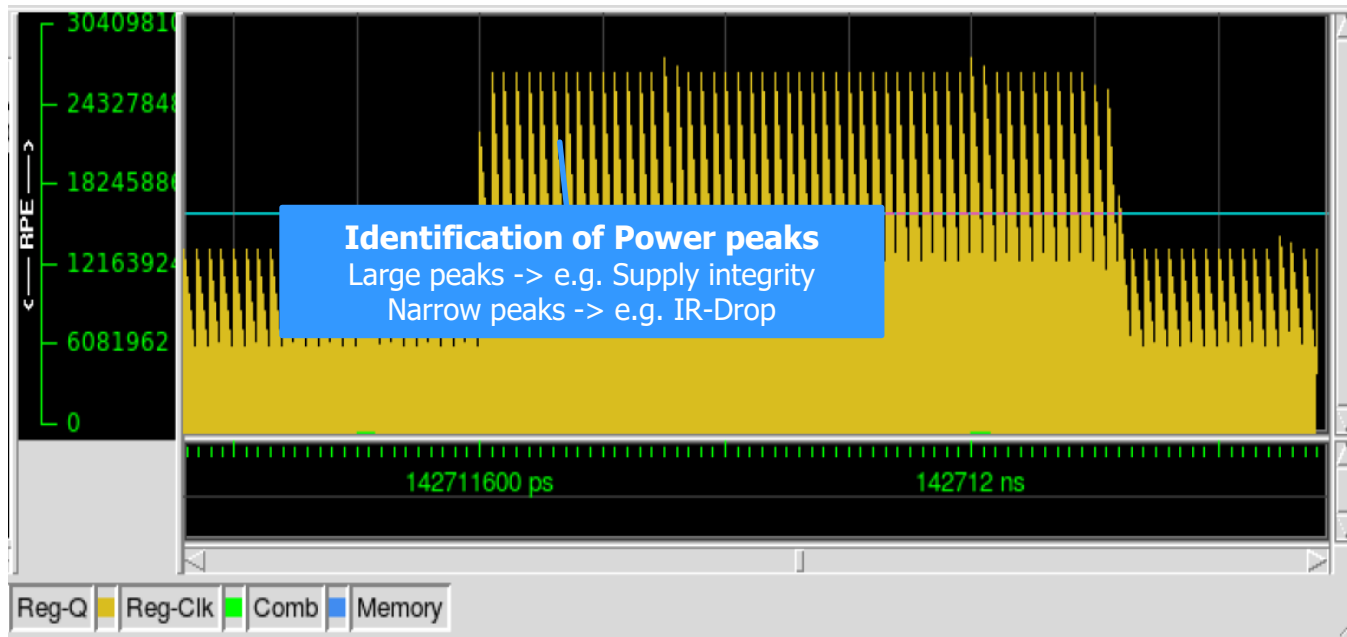 30409810
24327848
18245886
12163924
6081962
0
<—— RPE ——>
Identification of Power peaks
Large peaks -> e.g. Supply integrity
Narrow peaks -> e.g. IR-Drop
142711600 ps
142712 ns
Reg-Q
Reg-Clk
Comb
Memory